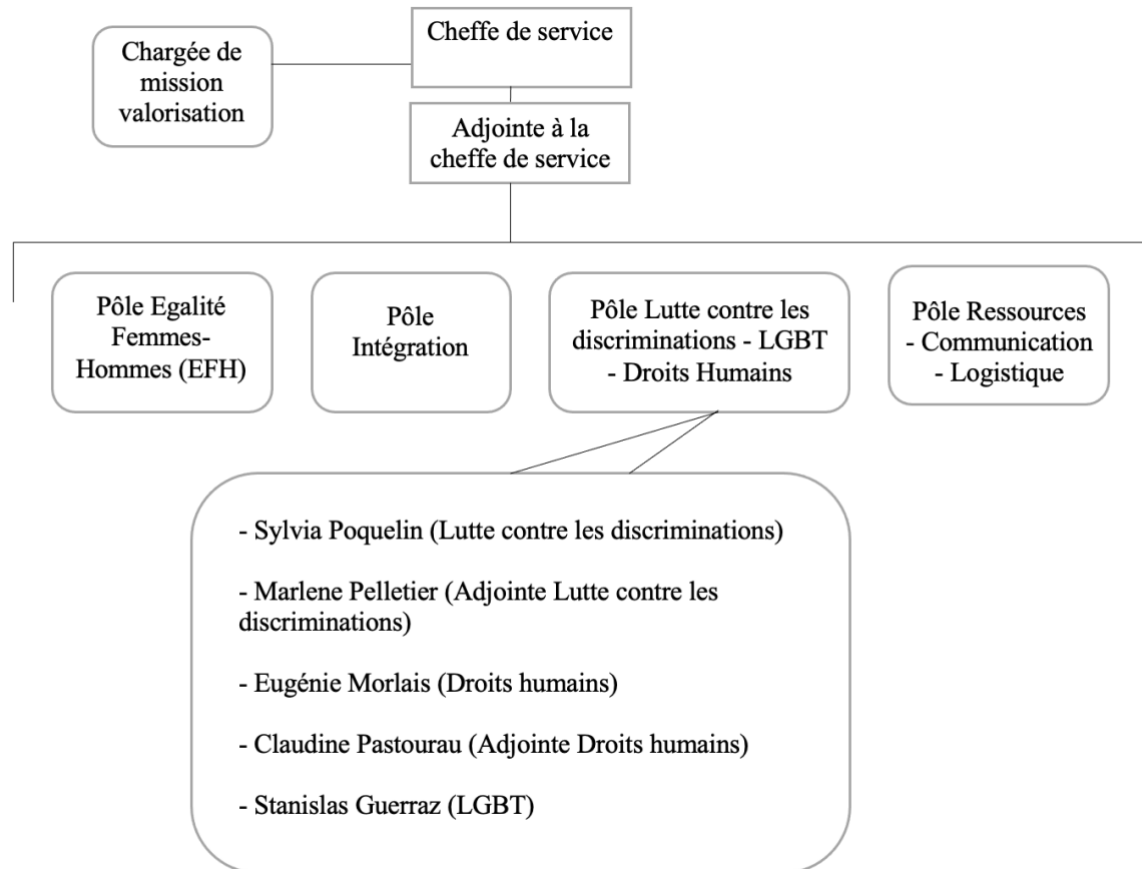 Cheffe de service
Chargée de
mission
valorisation
Adjointe à la
cheffe de service
Pôle Egalité
Femmes-
Hommes (EFH)
Pôle
Intégration
Pôle Lutte contre les
discriminations - LGBT
- Droits Humains
Pôle Ressources
- Communication
- Logistique
- Sylvia Poquelin (Lutte contre les discriminations)
- Marlene Pelletier (Adjointe Lutte contre les
discriminations)
- Eugénie Morlais (Droits humains)
- Claudine Pastourau (Adjointe Droits humains)
- Stanislas Guerraz (LGBT)